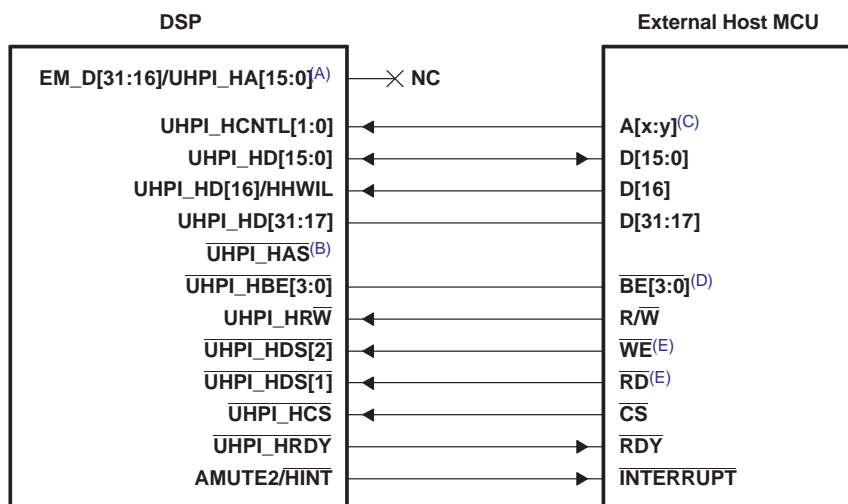 DSP External Host MCU
EM_D[31:16]/UHPI_HA[15:0](A) NC
UHPI_HCNTL[1:0] A[x:y](C)
UHPI_HD[15:0] D[15:0]
UHPI_HD[16]/HHWIL D[16]
UHPI_HD[31:17] D[31:17]
UHPI_HAS(B)
UHPI_HBE[3:0] BE[3:0](D)
UHPI_HRW R/W
UHPI_HDS[2] WE(E)
UHPI_HDS[1] RD(E)
UHPI_HCS CS
UHPI_HRDY RDY
AMUTE2/HINT INTERRUPT